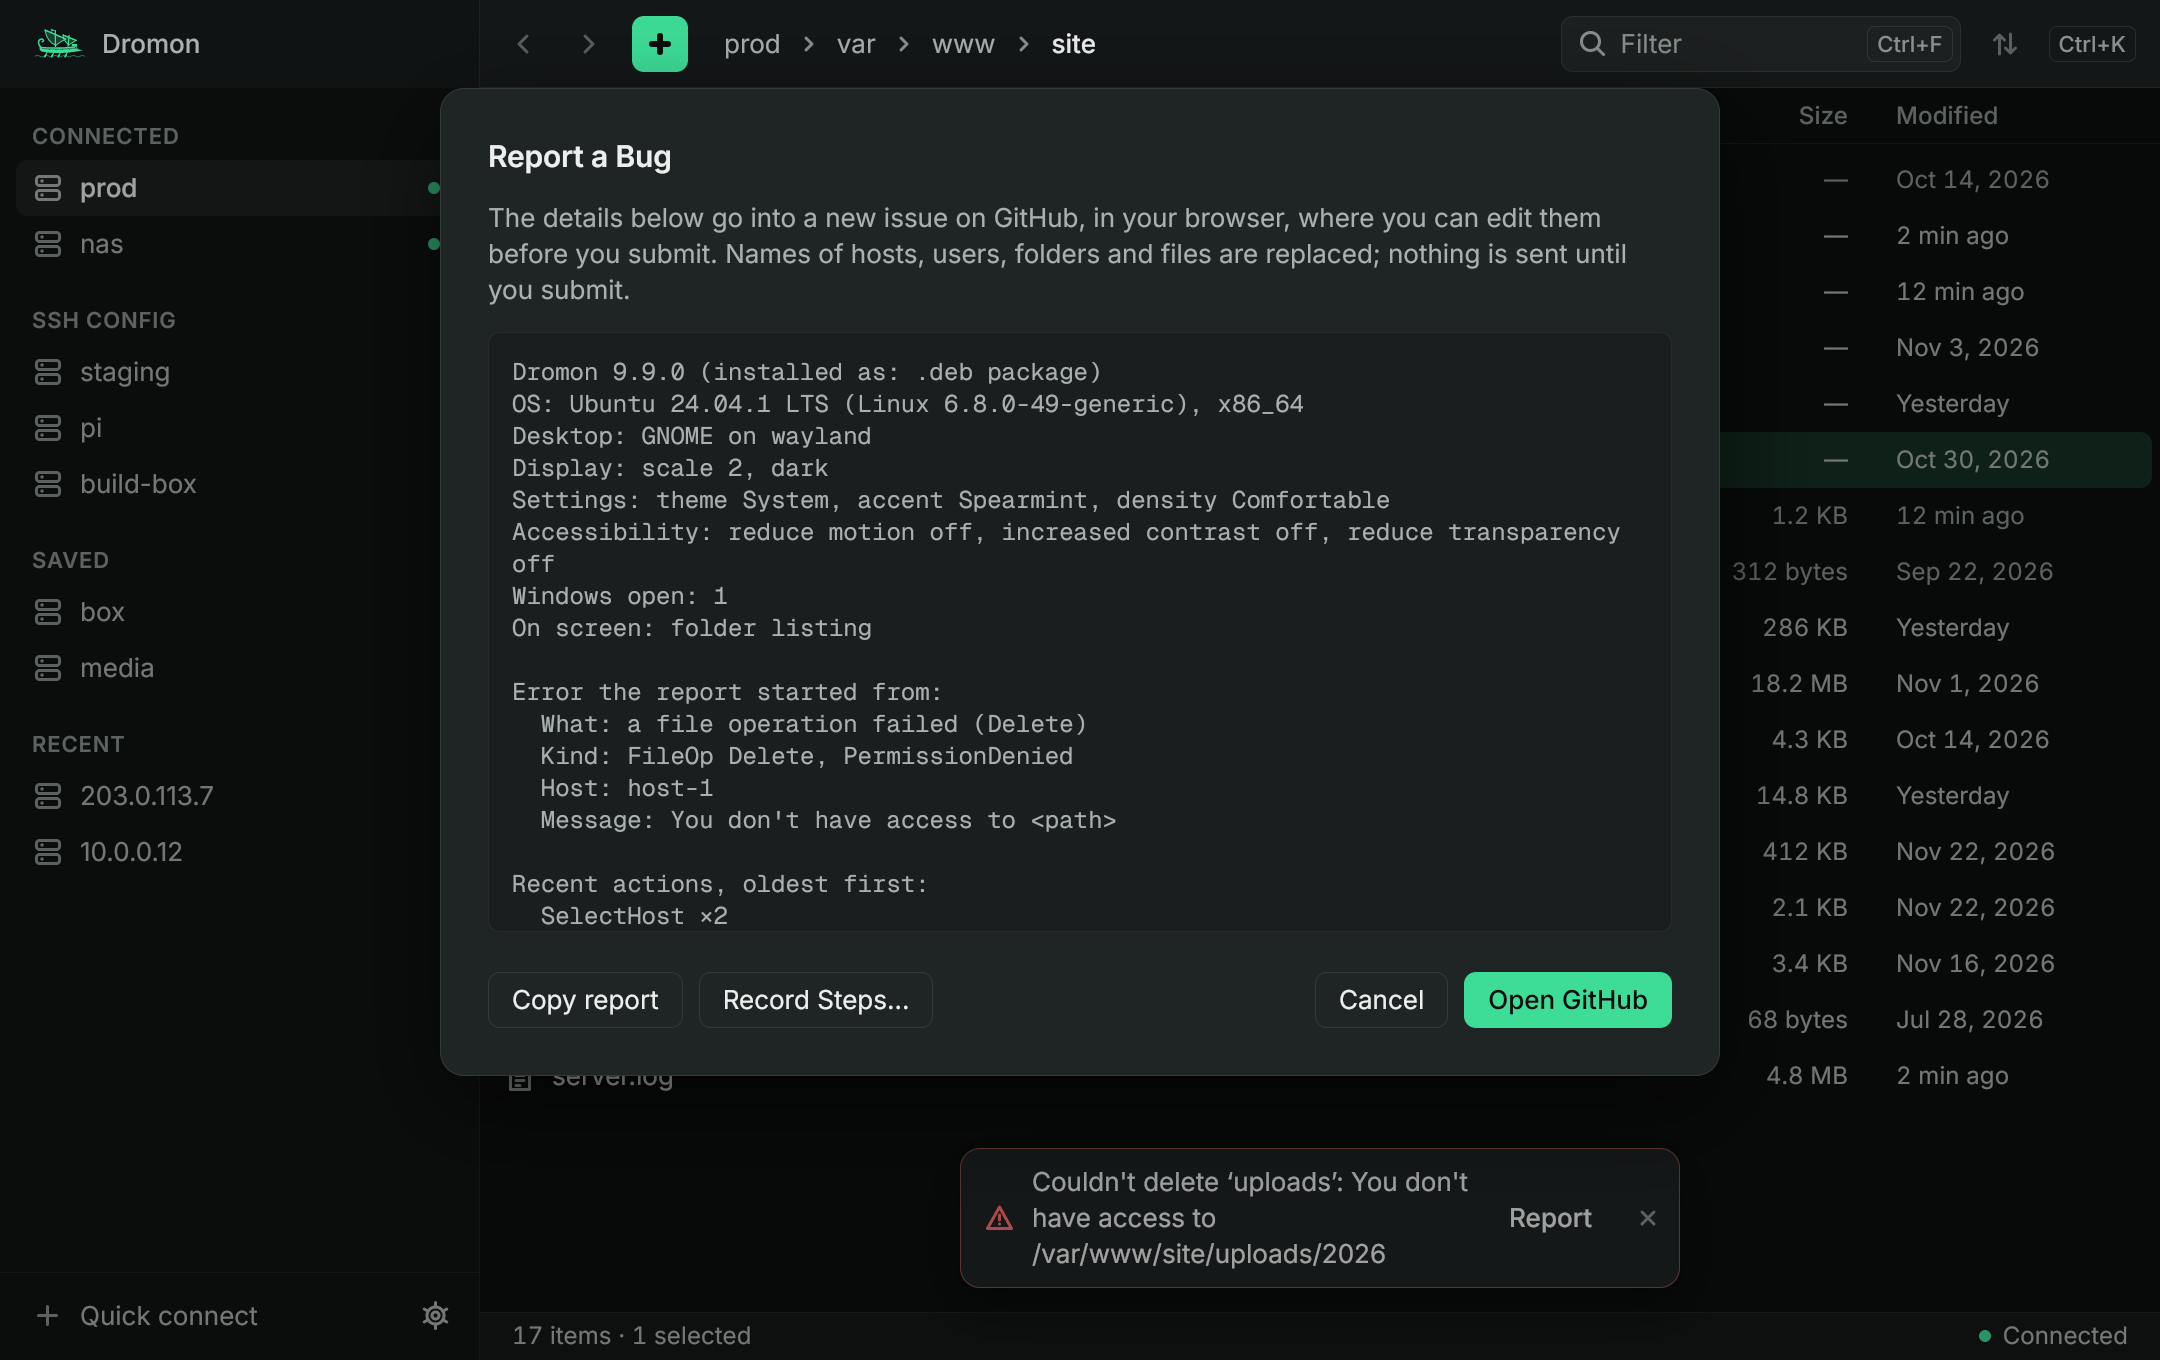 Dromon
prod
var
www
site
Filter
Ctrl+F
Ctrl+K
CONNECTED
prod
nas
SSH CONFIG
staging
pi
build-box
SAVED
box
media
RECENT
203.0.113.7
10.0.0.12
Quick connect
Size Modified
— Oct 14, 2026
— 2 min ago
— 12 min ago
— Nov 3, 2026
— Yesterday
— Oct 30, 2026
1.2 KB 12 min ago
312 bytes Sep 22, 2026
286 KB Yesterday
18.2 MB Nov 1, 2026
4.3 KB Oct 14, 2026
14.8 KB Yesterday
412 KB Nov 22, 2026
2.1 KB Nov 22, 2026
3.4 KB Nov 16, 2026
68 bytes Jul 28, 2026
server.log 4.8 MB 2 min ago
Report a Bug
The details below go into a new issue on GitHub, in your browser, where you can edit them
before you submit. Names of hosts, users, folders and files are replaced; nothing is sent until
you submit.
Dromon 9.9.0 (installed as: .deb package)
OS: Ubuntu 24.04.1 LTS (Linux 6.8.0-49-generic), x86_64
Desktop: GNOME on wayland
Display: scale 2, dark
Settings: theme System, accent Spearmint, density Comfortable
Accessibility: reduce motion off, increased contrast off, reduce transparency
off
Windows open: 1
On screen: folder listing
Error the report started from:
What: a file operation failed (Delete)
Kind: FileOp Delete, PermissionDenied
Host: host-1
Message: You don't have access to <path>
Recent actions, oldest first:
SelectHost ×2
Copy report
Record Steps...
Cancel
Open GitHub
Couldn't delete ‘uploads’: You don't
have access to
/var/www/site/uploads/2026
Report
17 items · 1 selected
Connected